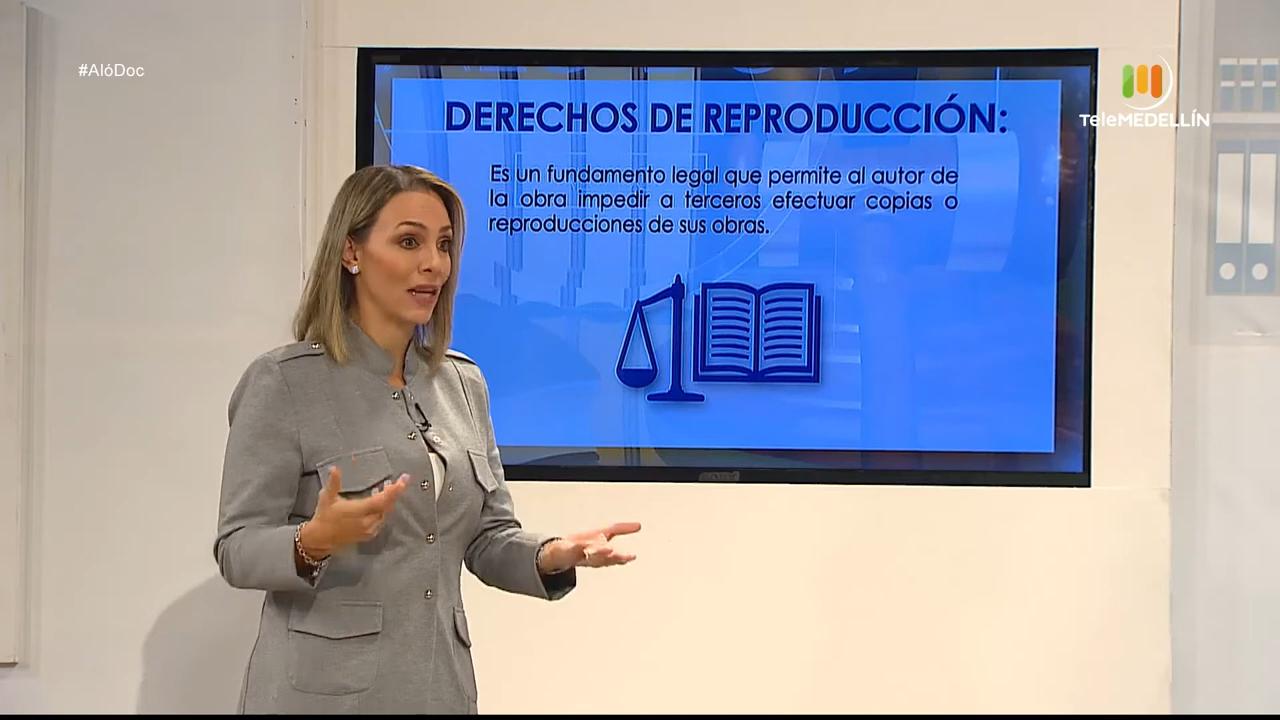 #AlóDoc
TeleMEDELLÍN
DERECHOS DE REPRODUCCIÓN:
Es un fundamento legal que permite al autor de
la obra impedir a terceros efectuar copias o
reproducciones de sus obras.